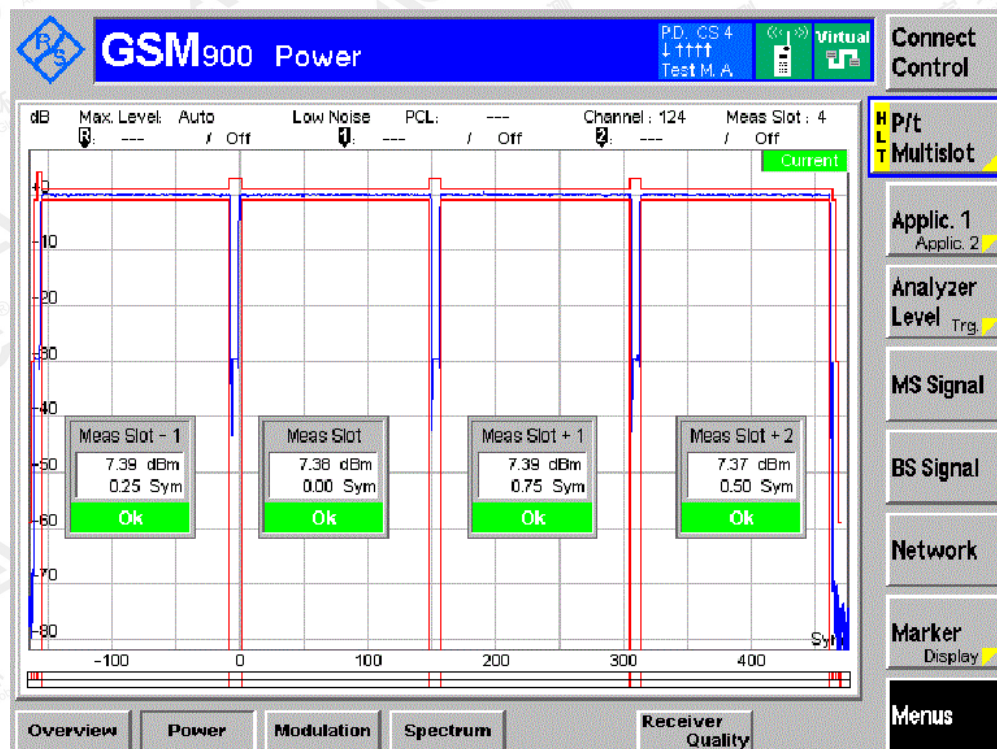 R/S
GSM900 Power
P.D. CS 4
↓ ↑↑↑↑
Test M. A.
Virtual
Connect
Control
dB Max. Level: Auto Low Noise PCL: --- Channel : 124 Meas Slot : 4
R: --- / Off 1: --- / Off 2: --- / Off
Current
HLT
P/t
Multislot
Applic. 1
Applic. 2
Analyzer
Level Trg.
MS Signal
BS Signal
Network
Marker
Display
Menus
+0
-10
-20
-30
-40
-50
-60
-70
-80
Meas Slot - 1
7.39 dBm
0.25 Sym
Ok
Meas Slot
7.38 dBm
0.00 Sym
Ok
Meas Slot + 1
7.39 dBm
0.75 Sym
Ok
Meas Slot + 2
7.37 dBm
0.50 Sym
Ok
Sym
-100 0 100 200 300 400
Overview Power Modulation Spectrum Receiver Quality